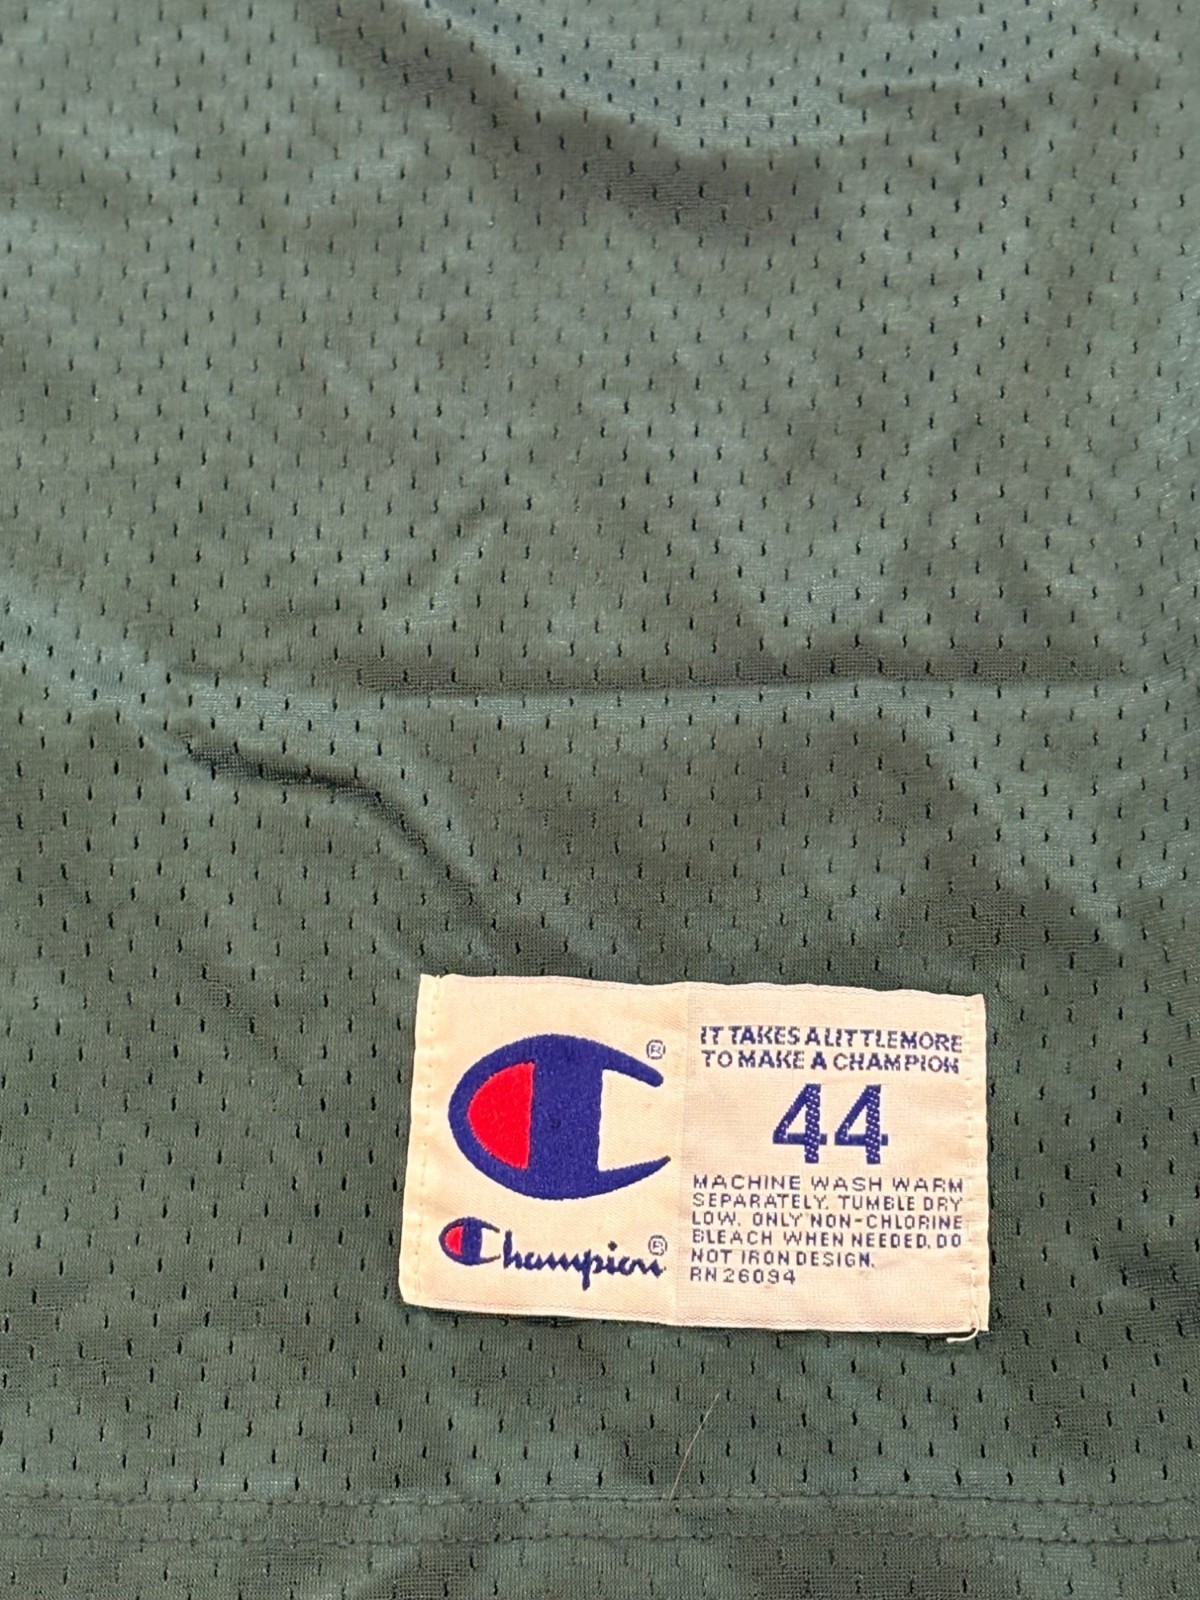 ®
Champion®
IT TAKES A LITTLE MORE
TO MAKE A CHAMPION
44
MACHINE WASH WARM
SEPARATELY. TUMBLE DRY
LOW. ONLY NON-CHLORINE
BLEACH WHEN NEEDED. DO
NOT IRON DESIGN.
RN 26094